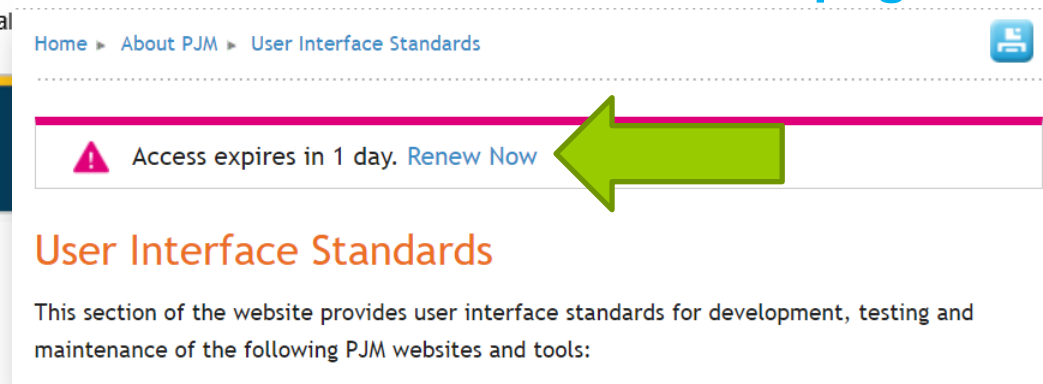 Home ▸ About PJM ▸ User Interface Standards
Access expires in 1 day. Renew Now
User Interface Standards
This section of the website provides user interface standards for development, testing and
maintenance of the following PJM websites and tools: